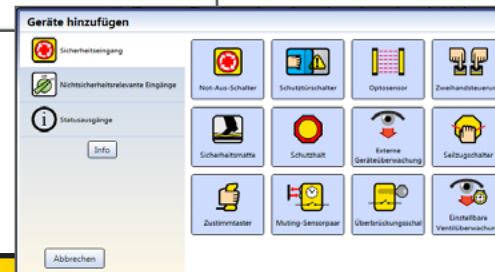 Geräte hinzufügen
Sicherheitseingang
Nichtsicherheitsrelevante Eingänge
Statusausgänge
Info
Abbrechen
Not-Aus-Schalter
Schutztürschalter
Optosensor
Zweihandsteuerun
Sicherheitsmatte
Schutzhalt
Externe
Geräteüberwachung
Seilzugschalter
Zustimmtaster
Muting-Sensorpaar
Überbrückungsschal
Einstellbare
Ventilüberwachun